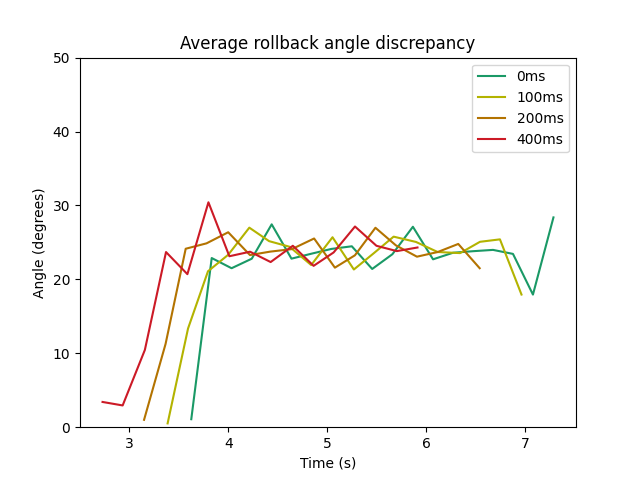 Average rollback angle discrepancy
50
40
30
20
10
0
Angle (degrees)
0ms
100ms
200ms
400ms
3 4 5 6 7
Time (s)